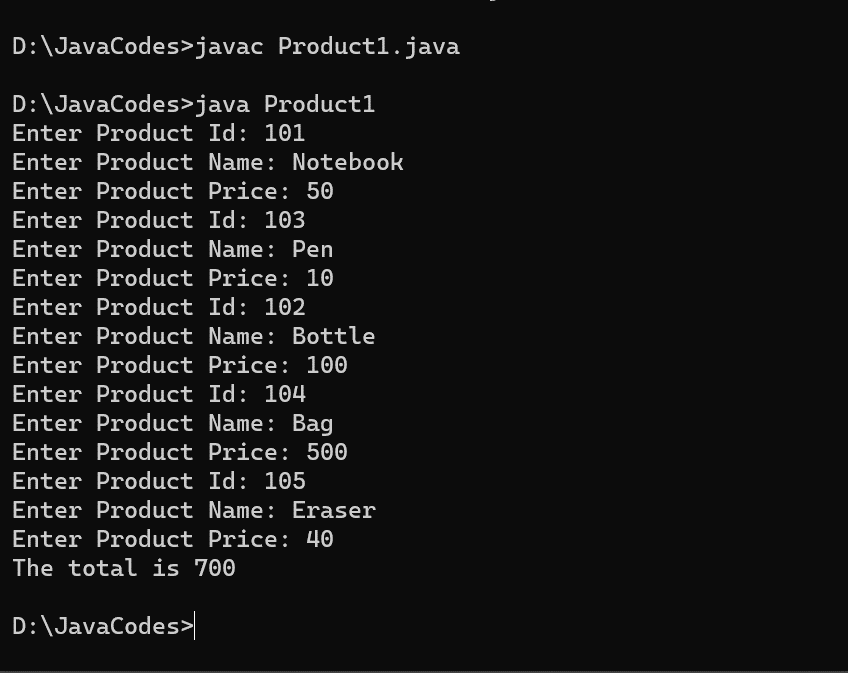 D:\JavaCodes>javac Product1.java
D:\JavaCodes>java Product1
Enter Product Id: 101
Enter Product Name: Notebook
Enter Product Price: 50
Enter Product Id: 103
Enter Product Name: Pen
Enter Product Price: 10
Enter Product Id: 102
Enter Product Name: Bottle
Enter Product Price: 100
Enter Product Id: 104
Enter Product Name: Bag
Enter Product Price: 500
Enter Product Id: 105
Enter Product Name: Eraser
Enter Product Price: 40
The total is 700
D:\JavaCodes>